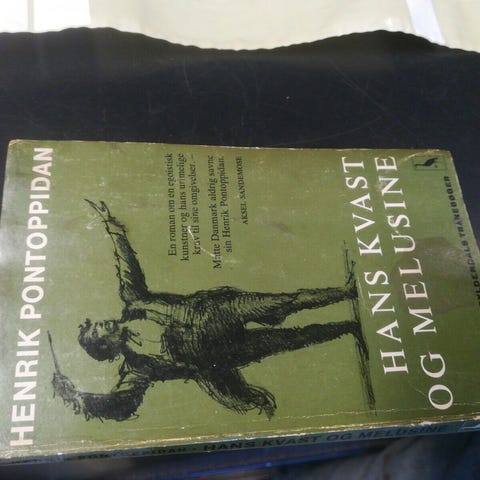 HENRIK PONTOPPIDAN
En roman om en egoistisk
kunstner og hans urimelige
krav til sine omgivelser. –
Måtte Danmark aldrig savne
sin Henrik Pontoppidan.
AKSEL SANDEMOSE
HANS KVAST
OG MELUSINE
GYLDENDALS TRANEBØGER
PONTOPPIDAN · HANS KVAST OG MELUSINE